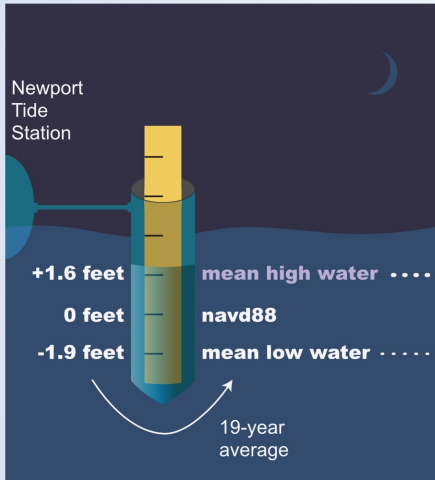 Newport
Tide
Station
+1.6 feet mean high water
0 feet navd88
-1.9 feet mean low water
19-year
average